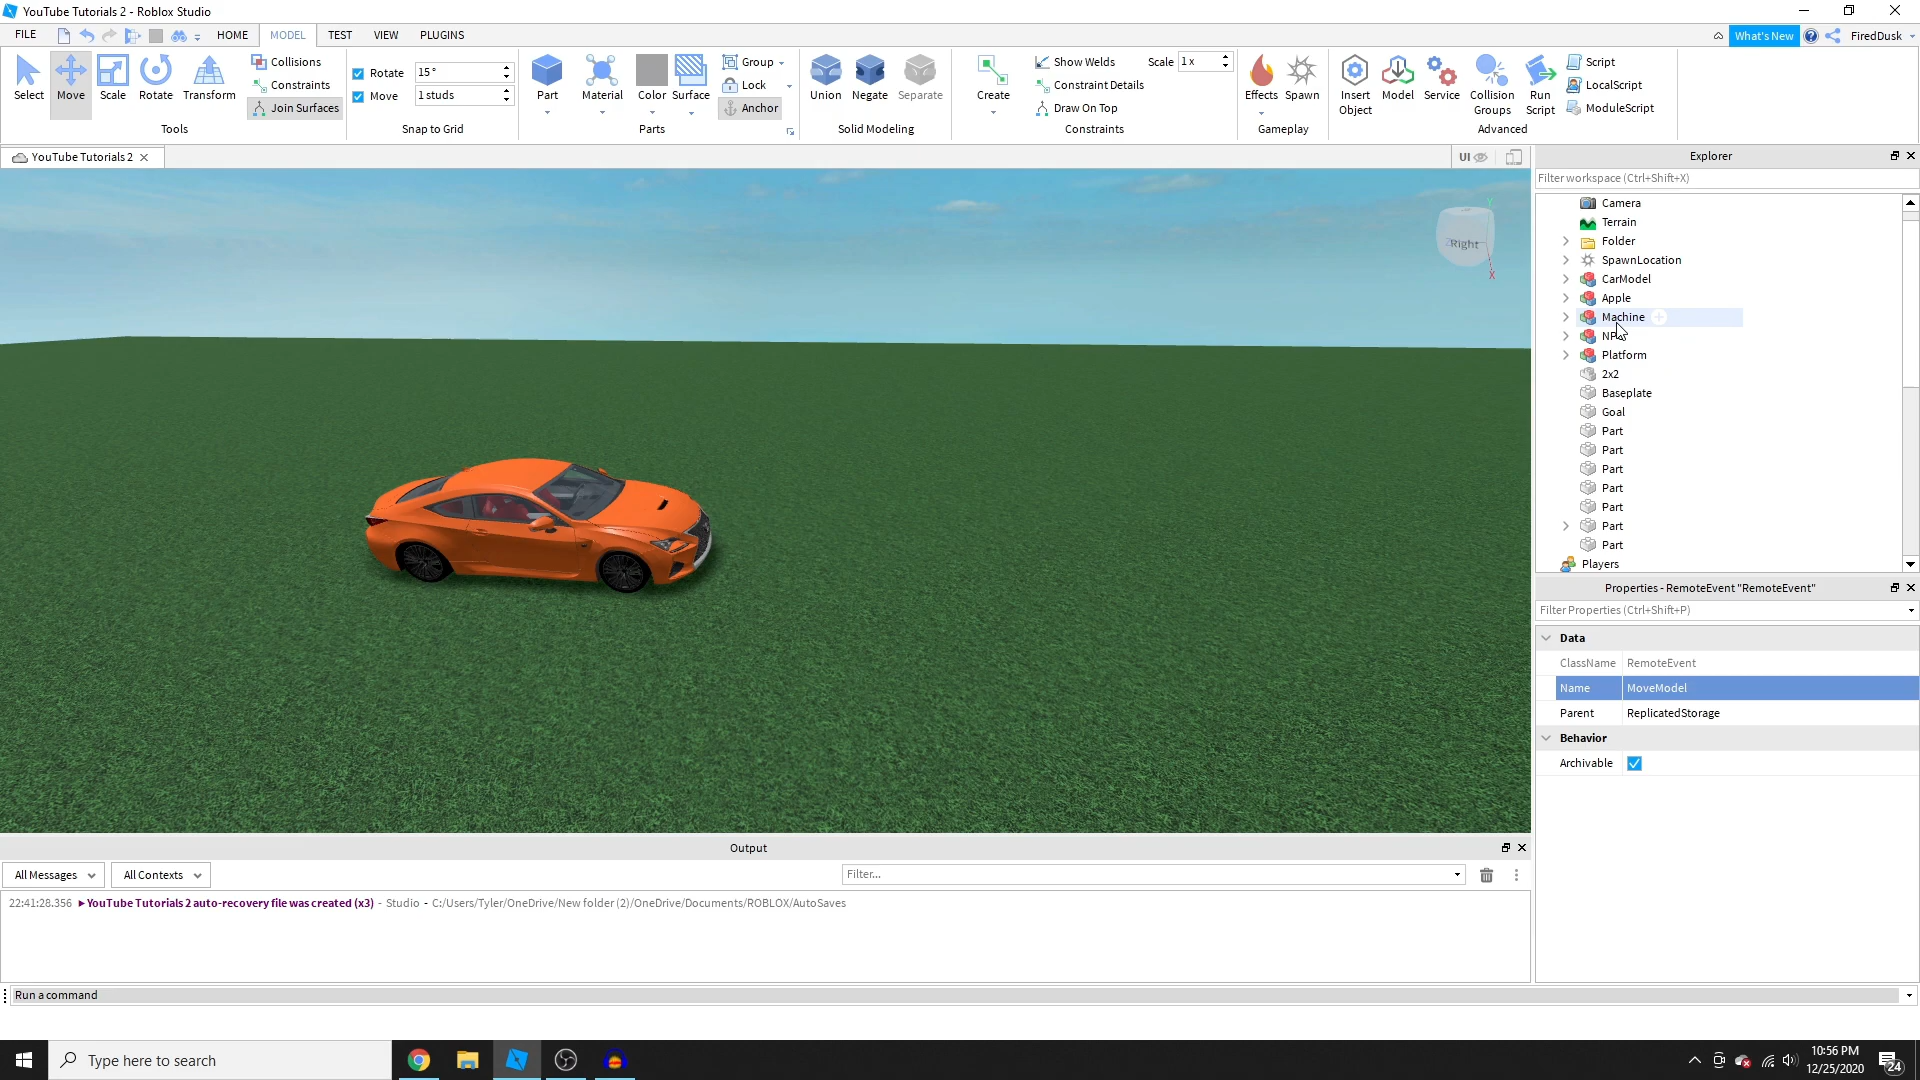 YouTube Tutorials 2 - Roblox Studio
FILE HOME MODEL TEST VIEW PLUGINS What's New FiredDusk
Select Move Scale Rotate Transform
Collisions
Constraints
Join Surfaces
Tools
Rotate 15°
Move 1 studs
Snap to Grid
Part Material Color Surface
Group
Lock
Anchor
Parts
Union Negate Separate
Solid Modeling
Create
Show Welds Scale 1x
Constraint Details
Draw On Top
Constraints
Effects Spawn
Gameplay
Insert Object Model Service Collision Groups Run Script
Script
LocalScript
ModuleScript
Advanced
YouTube Tutorials 2
UI
Right
Y
Z
X
Explorer
Filter workspace (Ctrl+Shift+X)
Camera
Terrain
Folder
SpawnLocation
CarModel
Apple
Machine
Platform
2x2
Baseplate
Goal
Part
Part
Part
Part
Part
Part
Part
Players
Properties - RemoteEvent "RemoteEvent"
Filter Properties (Ctrl+Shift+P)
Data
ClassName RemoteEvent
Name MoveModel
Parent ReplicatedStorage
Behavior
Archivable
Output
All Messages All Contexts Filter...
22:41:28.356 YouTube Tutorials 2 auto-recovery file was created (x3) - Studio - C:/Users/Tyler/OneDrive/New folder (2)/OneDrive/Documents/ROBLOX/AutoSaves
Run a command
Type here to search
10:56 PM
12/25/2020
24